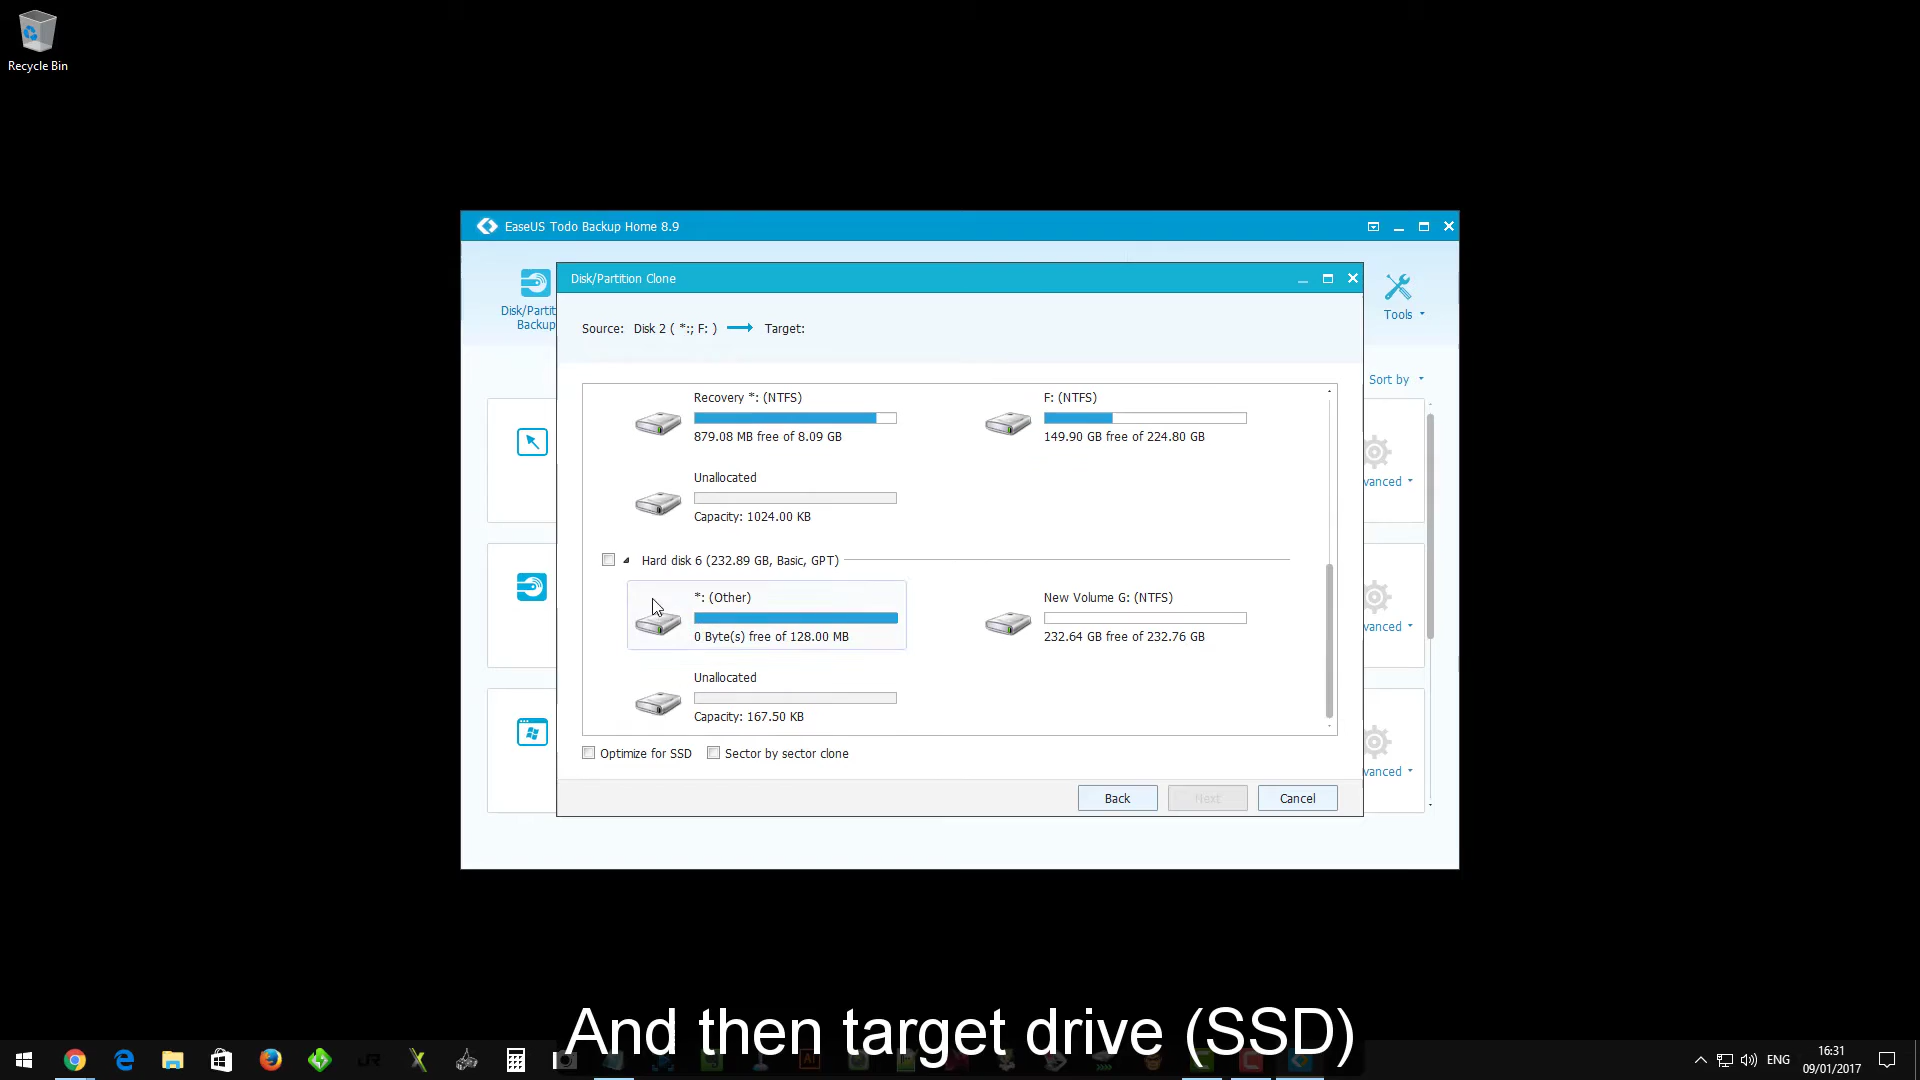 Recycle Bin
EaseUS Todo Backup Home 8.9
Disk/Partition Clone
Disk/Partit
Backup
Tools
Source: Disk 2 ( *:; F: ) Target:
Sort by
Recovery *: (NTFS)
879.08 MB free of 8.09 GB
F: (NTFS)
149.90 GB free of 224.80 GB
Unallocated
Capacity: 1024.00 KB
vanced
Hard disk 6 (232.89 GB, Basic, GPT)
*: (Other)
0 Byte(s) free of 128.00 MB
New Volume G: (NTFS)
232.64 GB free of 232.76 GB
vanced
Unallocated
Capacity: 167.50 KB
Optimize for SSD Sector by sector clone
vanced
Back Next Cancel
And then target drive (SSD)
ENG
16:31
09/01/2017